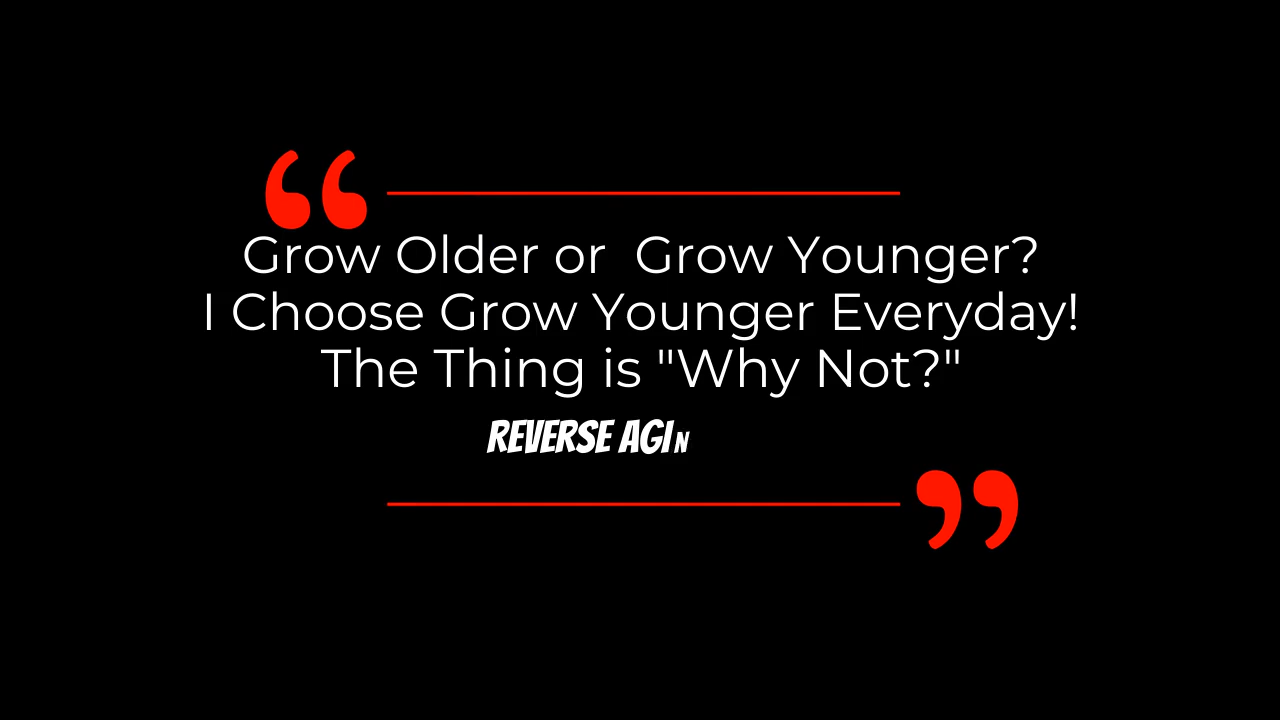 Grow Older or  Grow Younger?
I Choose Grow Younger Everyday!
The Thing is "Why Not?"
REVERSE AGIN